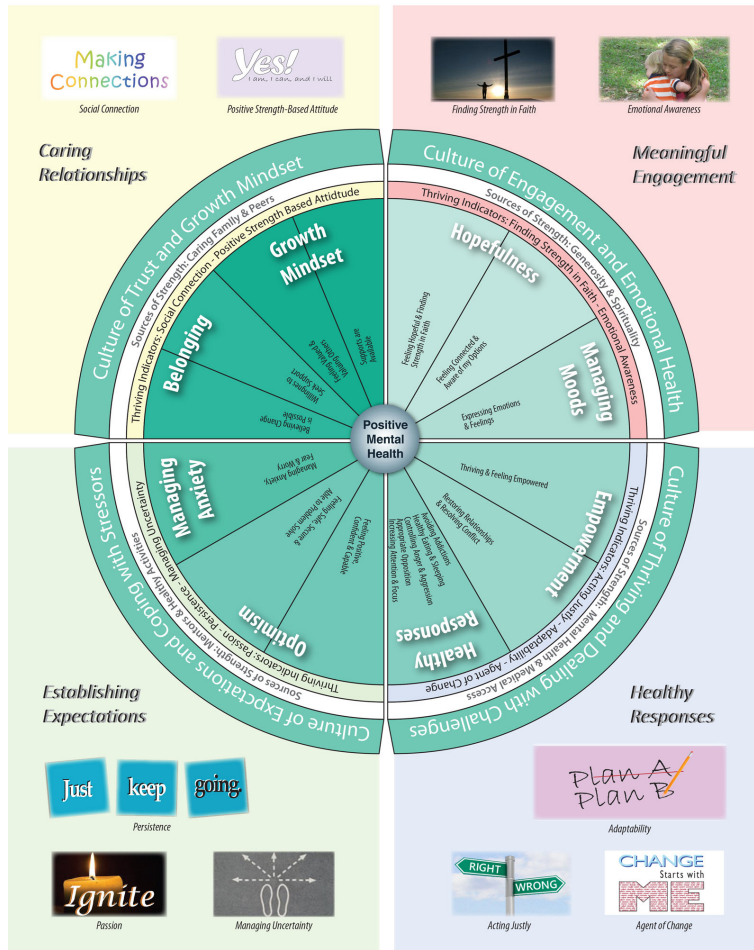 Making
Connections
Social Connection
Yes!
I am, I can, and I will
Positive Strength-Based Attitude
Finding Strength in Faith
Emotional Awareness
Caring
Relationships
Meaningful
Engagement
Culture of Trust and Growth Mindset
Sources of Strength: Caring Family & Peers
Thriving Indicators: Social Connection - Positive Strength Based Attidtude
Growth
Mindset
Belonging
Supports are
Available
Feeling Valued &
Valuing Others
Willingness to
Seek Support
Believing Change
is Possible
Culture of Engagement and Emotional Health
Sources of Strength: Generosity & Spirituality
Thriving Indicators: Finding Strength in Faith - Emotional Awareness
Hopefulness
Managing
Moods
Feeling Hopeful & Finding
Strength in Faith
Feeling Connected &
Aware of my Options
Expressing Emotions
& Feelings
Positive
Mental
Health
Managing
Anxiety
Optimism
Managing Anxiety,
Fear & Worry
Feeling Safe, Secure &
Able to Problem Solve
Feeling Positive,
Confident & Capable
Thriving Indicators: Passion - Persistence - Managing Uncertainty
Sources of Strength: Mentors & Healthy Activities
Culture of Expctations and Coping with Stressors
Empowerment
Healthy
Responses
Thriving & Feeling Empowered
Restoring Relationships
& Resolving Conflict
Avoiding Addictions
Healthy Eating & Sleeping
Controlling Anger & Aggression
Appropriate Opposition
Increasing Attention & Focus
Thriving Indicators: Acting Justly - Adaptability - Agent of Change
Sources of Strength: Mental Health & Medical Access
Culture of Thriving and Dealing with Challenges
Establishing
Expectations
Healthy
Responses
Just
keep
going.
Persistence
Plan A
Plan B
Adaptability
Ignite
Passion
Managing Uncertainty
RIGHT
WRONG
Acting Justly
CHANGE
Starts with
ME
Agent of Change